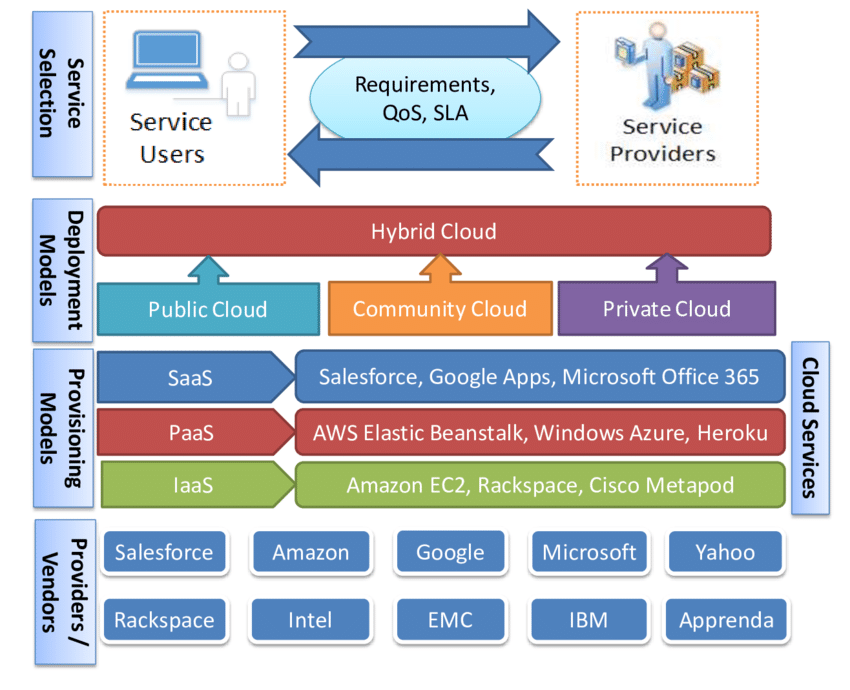 Service
Selection
Service
Users
Requirements,
QoS, SLA
Service
Providers
Deployment
Models
Hybrid Cloud
Public Cloud
Community Cloud
Private Cloud
Provisioning
Models
SaaS
Salesforce, Google Apps, Microsoft Office 365
PaaS
AWS Elastic Beanstalk, Windows Azure, Heroku
IaaS
Amazon EC2, Rackspace, Cisco Metapod
Cloud Services
Providers /
Vendors
Salesforce
Amazon
Google
Microsoft
Yahoo
Rackspace
Intel
EMC
IBM
Apprenda